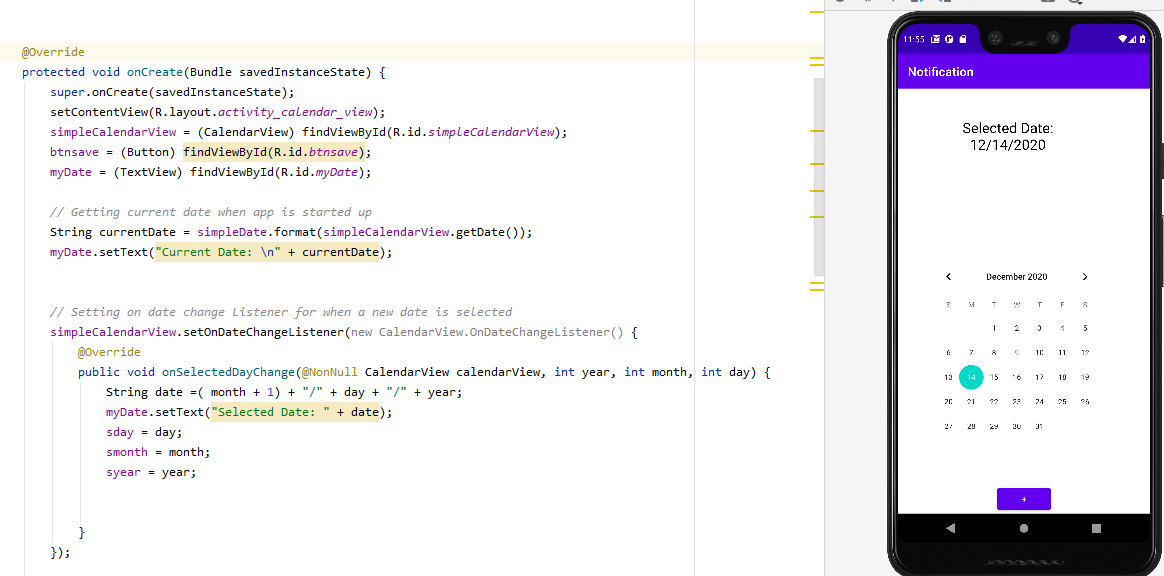 @Override
protected void onCreate(Bundle savedInstanceState) {
super.onCreate(savedInstanceState);
setContentView(R.layout.activity_calendar_view);
simpleCalendarView = (CalendarView) findViewById(R.id.simpleCalendarView);
btnsave = (Button) findViewById(R.id.btnsave);
myDate = (TextView) findViewById(R.id.myDate);
// Getting current date when app is started up
String currentDate = simpleDate.format(simpleCalendarView.getDate());
myDate.setText("Current Date: \n" + currentDate);
// Setting on date change Listener for when a new date is selected
simpleCalendarView.setOnDateChangeListener(new CalendarView.OnDateChangeListener() {
@Override
public void onSelectedDayChange(@NonNull CalendarView calendarView, int year, int month, int day) {
String date =( month + 1) + "/" + day + "/" + year;
myDate.setText("Selected Date: " + date);
sday = day;
smonth = month;
syear = year;
}
});
11:55
Notification
Selected Date:
12/14/2020
December 2020
S M T W T F S
1 2 3 4 5
6 7 8 9 10 11 12
13 14 15 16 17 18 19
20 21 22 23 24 25 26
27 28 29 30 31
+